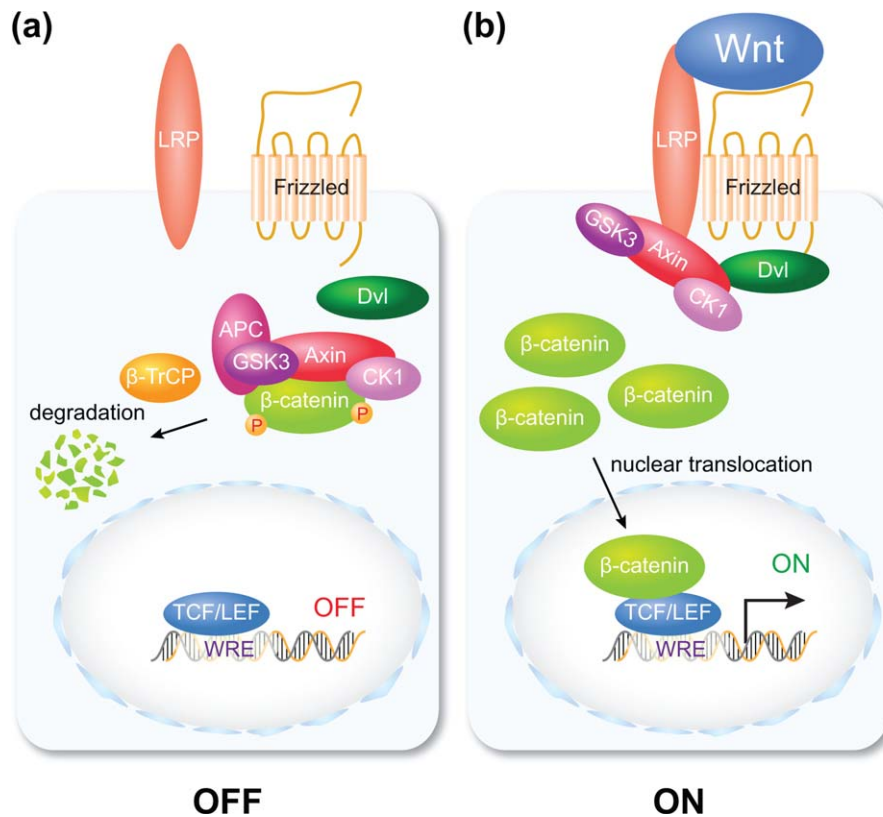 (a)
LRP
Frizzled
Dvl
APC
GSK3
Axin
β-TrCP
CK1
β-catenin
P
P
degradation
TCF/LEF
OFF
WRE
OFF
(b)
Wnt
LRP
Frizzled
GSK3
Axin
Dvl
CK1
β-catenin
β-catenin
β-catenin
nuclear translocation
β-catenin
ON
TCF/LEF
WRE
ON